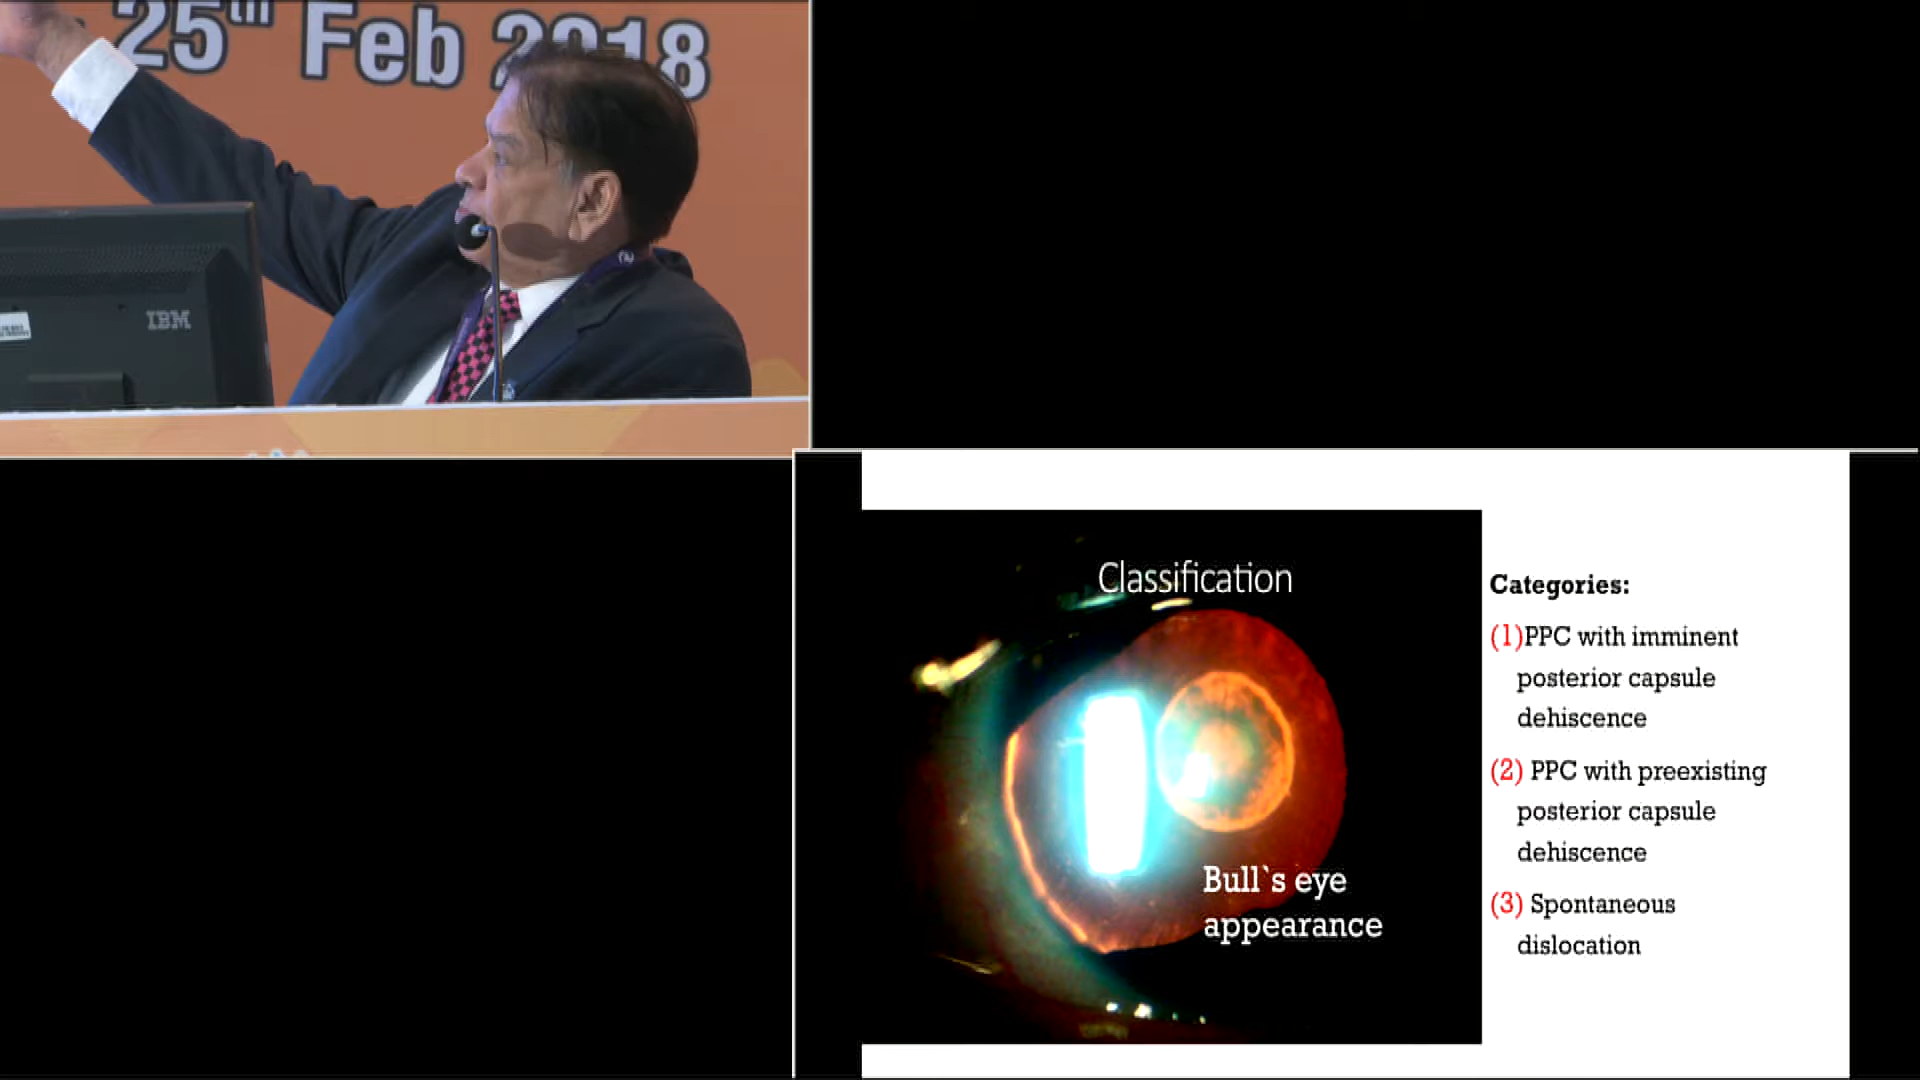 25th Feb 2018
IBM
Classification
Bull`s eye
appearance
Categories:
(1)PPC with imminent
posterior capsule
dehiscence
(2) PPC with preexisting
posterior capsule
dehiscence
(3) Spontaneous
dislocation